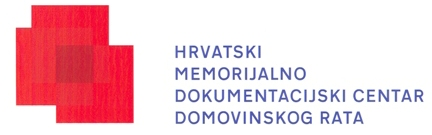 HRVATSKI
MEMORIJALNO
DOKUMENTACIJSKI CENTAR
DOMOVINSKOG RATA